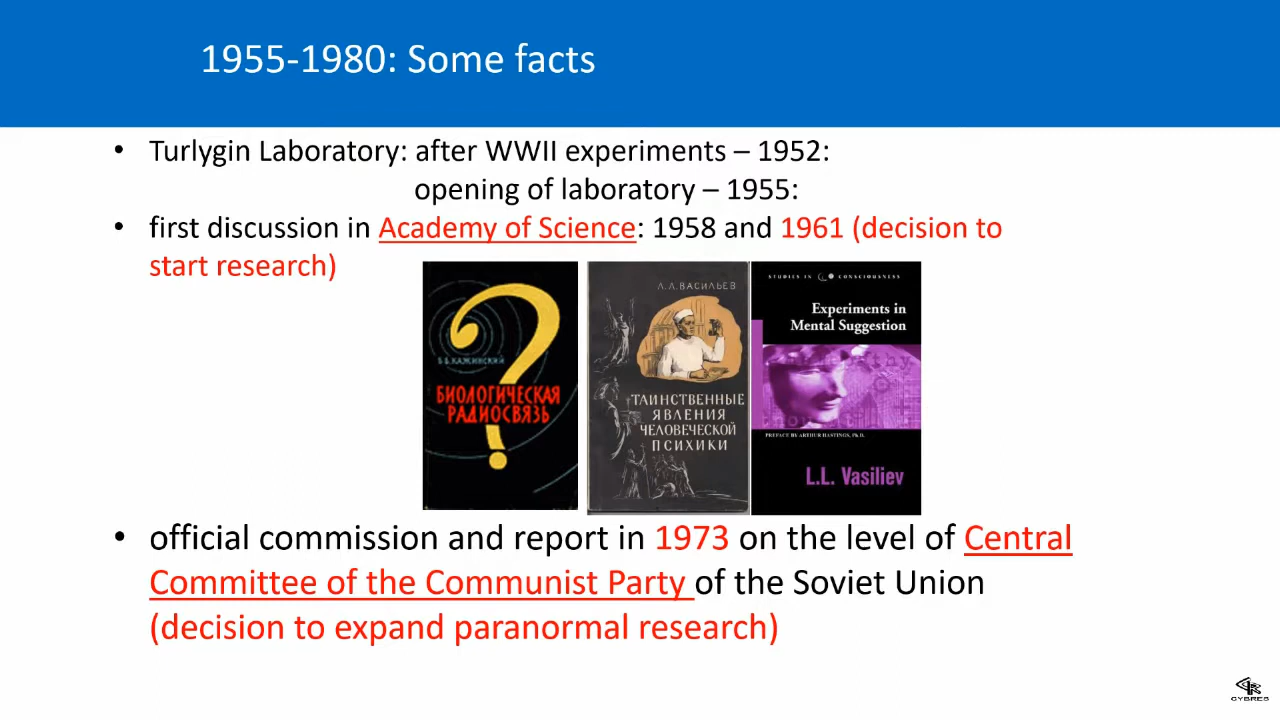 1955-1980: Some facts
• Turlygin Laboratory: after WWII experiments – 1952:
opening of laboratory – 1955:
• first discussion in Academy of Science: 1958 and 1961 (decision to
start research)
Б.Б.КАЖИНСКИЙ
БИОЛОГИЧЕСКАЯ
РАДИОСВЯЗЬ
Л.Л.ВАСИЛЬЕВ
ТАИНСТВЕННЫЕ
ЯВЛЕНИЯ
ЧЕЛОВЕЧЕСКОЙ
ПСИХИКИ
STUDIES IN CONSCIOUSNESS
Experiments in
Mental Suggestion
PREFACE BY ARTHUR HASTINGS, Ph.D.
L.L. Vasiliev
• official commission and report in 1973 on the level of Central
Committee of the Communist Party of the Soviet Union
(decision to expand paranormal research)
CYBRES